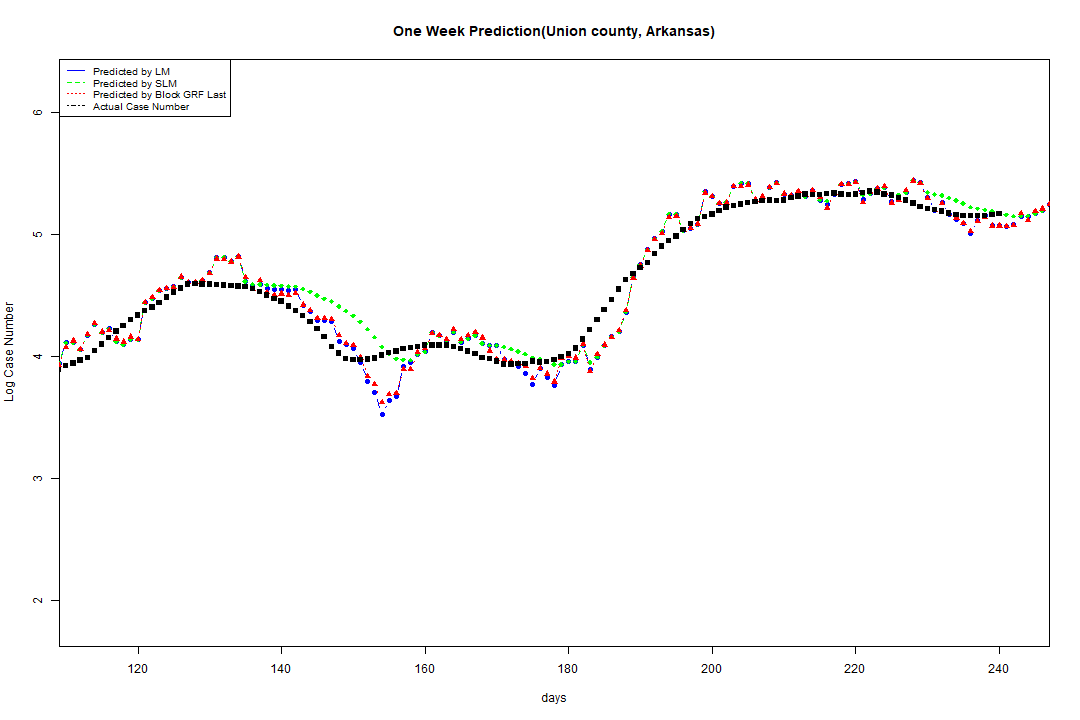 One Week Prediction(Union county, Arkansas)
Predicted by LM
Predicted by SLM
Predicted by Block GRF Last
Actual Case Number
6
5
4
3
2
Log Case Number
120 140 160 180 200 220 240
days